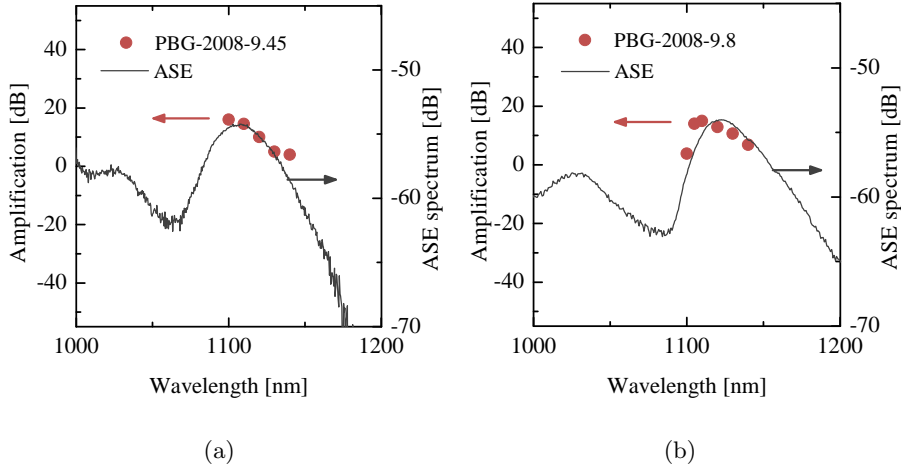 PBG-2008-9.45
ASE
40
20
0
-20
-40
Amplification [dB]
-50
-60
-70
ASE spectrum [dB]
1000
1100
1200
Wavelength [nm]
(a)
PBG-2008-9.8
ASE
40
20
0
-20
-40
Amplification [dB]
-50
-60
-70
ASE spectrum [dB]
1000
1100
1200
Wavelength [nm]
(b)